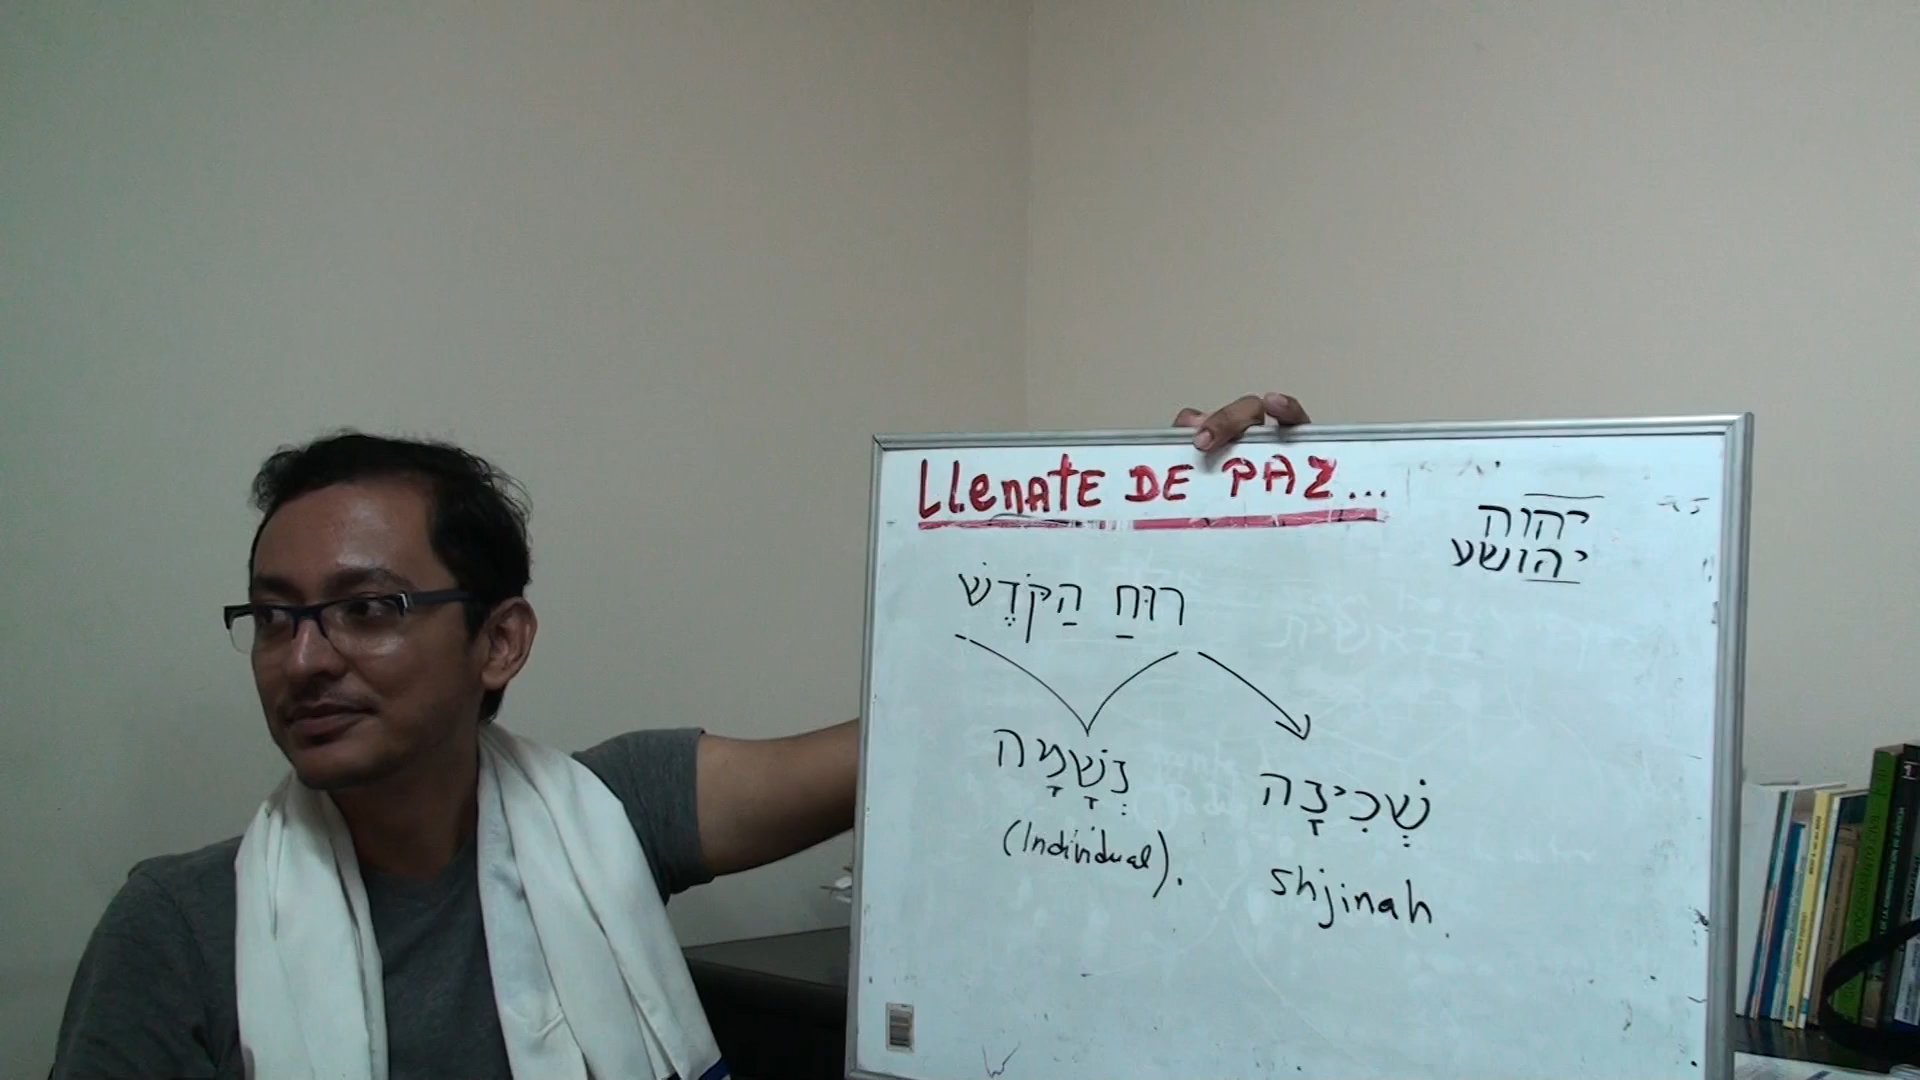 Llenate DE PAZ...
יהוה
יהושע
רוּחַ הַקֹּדֶשׁ
נְשָׁמָה
(Individual).
שְׁכִינָה
shjinah.